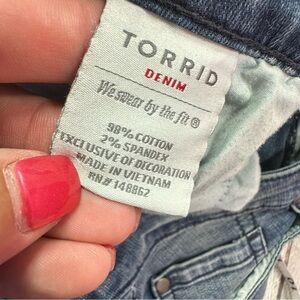 TORRID
DENIM
We swear by the fit ®
98% COTTON
2% SPANDEX
EXCLUSIVE OF DECORATION
MADE IN VIETNAM
RN# 148862